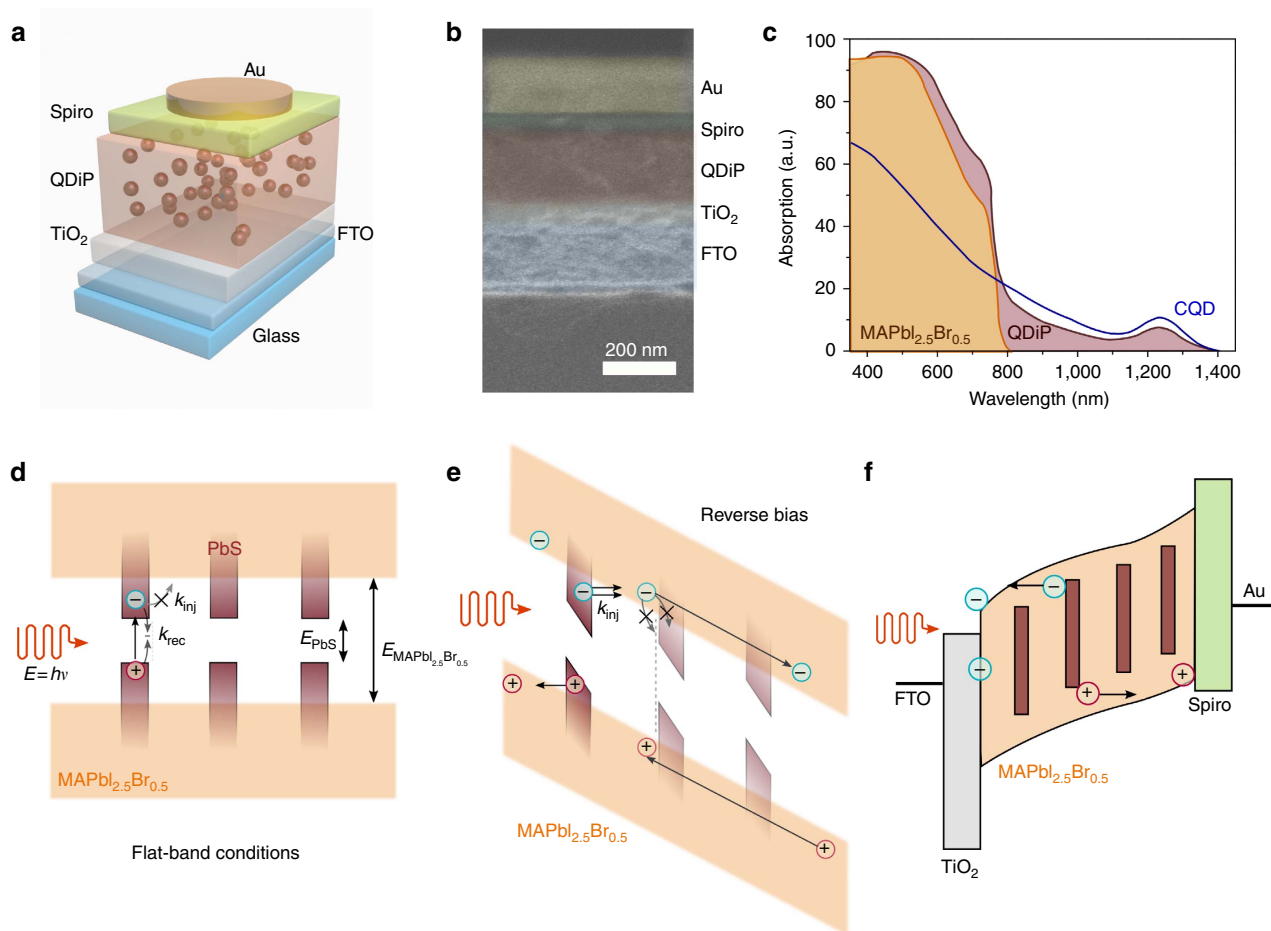 a
Au
Spiro
QDiP
TiO₂
FTO
Glass
b
Au
Spiro
QDiP
TiO₂
FTO
200 nm
c
100
80
60
40
20
0
Absorption (a.u.)
MAPbI₂.₅Br₀.₅
QDiP
CQD
400
600
800
1,000
1,200
1,400
Wavelength (nm)
d
PbS
−
kinj
krec
+
E=hν
EPbS
EMAPbI₂.₅Br₀.₅
MAPbI₂.₅Br₀.₅
Flat-band conditions
e
Reverse bias
−
−
−
kinj
−
+
+
+
+
MAPbI₂.₅Br₀.₅
f
−
−
−
+
+
FTO
Au
Spiro
MAPbI₂.₅Br₀.₅
TiO₂